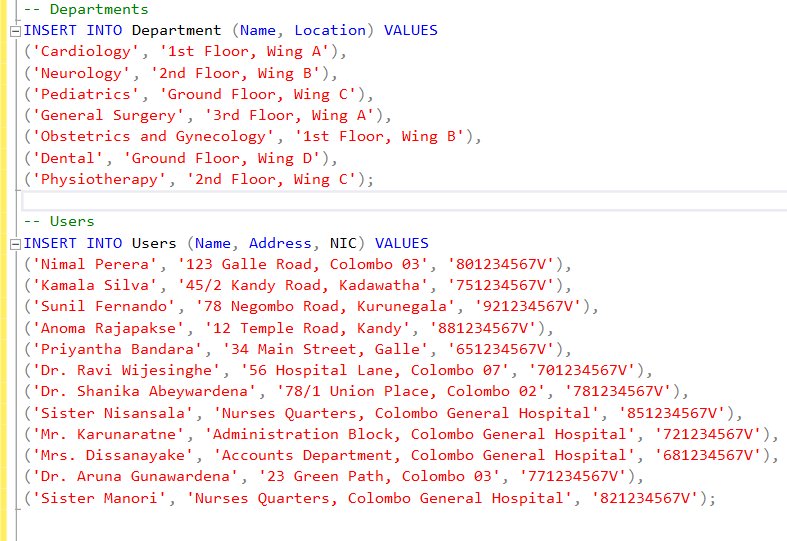 -- Departments
INSERT INTO Department (Name, Location) VALUES
('Cardiology', '1st Floor, Wing A'),
('Neurology', '2nd Floor, Wing B'),
('Pediatrics', 'Ground Floor, Wing C'),
('General Surgery', '3rd Floor, Wing A'),
('Obstetrics and Gynecology', '1st Floor, Wing B'),
('Dental', 'Ground Floor, Wing D'),
('Physiotherapy', '2nd Floor, Wing C');
-- Users
INSERT INTO Users (Name, Address, NIC) VALUES
('Nimal Perera', '123 Galle Road, Colombo 03', '801234567V'),
('Kamala Silva', '45/2 Kandy Road, Kadawatha', '751234567V'),
('Sunil Fernando', '78 Negombo Road, Kurunegala', '921234567V'),
('Anoma Rajapakse', '12 Temple Road, Kandy', '881234567V'),
('Priyantha Bandara', '34 Main Street, Galle', '651234567V'),
('Dr. Ravi Wijesinghe', '56 Hospital Lane, Colombo 07', '701234567V'),
('Dr. Shanika Abeywardena', '78/1 Union Place, Colombo 02', '781234567V'),
('Sister Nisansala', 'Nurses Quarters, Colombo General Hospital', '851234567V'),
('Mr. Karunaratne', 'Administration Block, Colombo General Hospital', '721234567V'),
('Mrs. Dissanayake', 'Accounts Department, Colombo General Hospital', '681234567V'),
('Dr. Aruna Gunawardena', '23 Green Path, Colombo 03', '771234567V'),
('Sister Manori', 'Nurses Quarters, Colombo General Hospital', '821234567V');